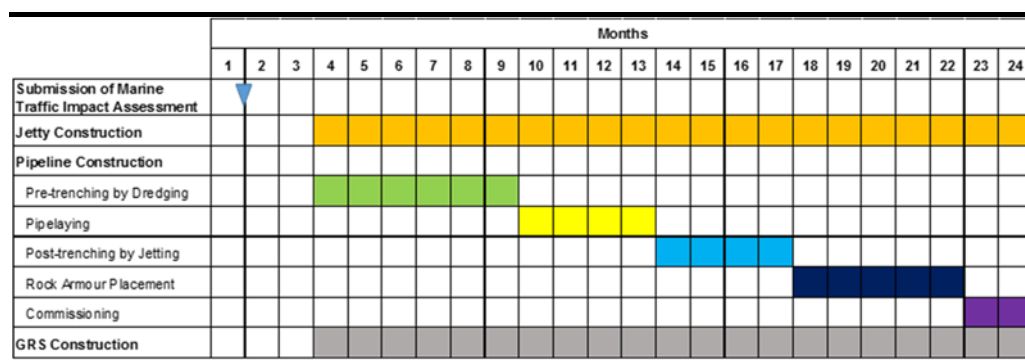 Months
1 2 3 4 5 6 7 8 9 10 11 12 13 14 15 16 17 18 19 20 21 22 23 24
Submission of Marine
Traffic Impact Assessment
Jetty Construction
Pipeline Construction
Pre-trenching by Dredging
Pipelaying
Post-trenching by Jetting
Rock Armour Placement
Commissioning
GRS Construction